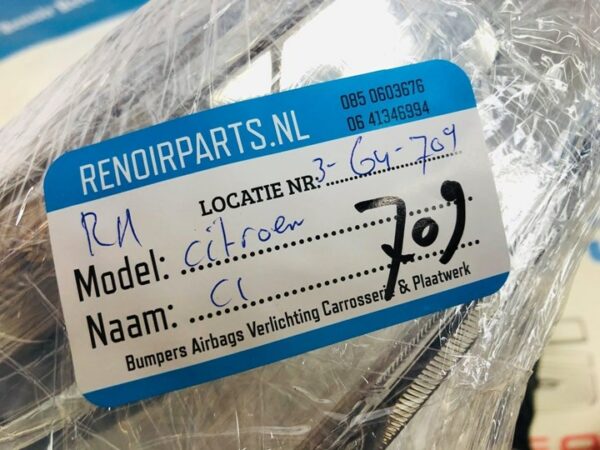 RENOIRPARTS.NL
085 0603676
06 41346994
LOCATIE NR: 3-64-709
RH
Model: citroen
Naam: C1
709
Bumpers Airbags Verlichting Carrosserie & Plaatwerk